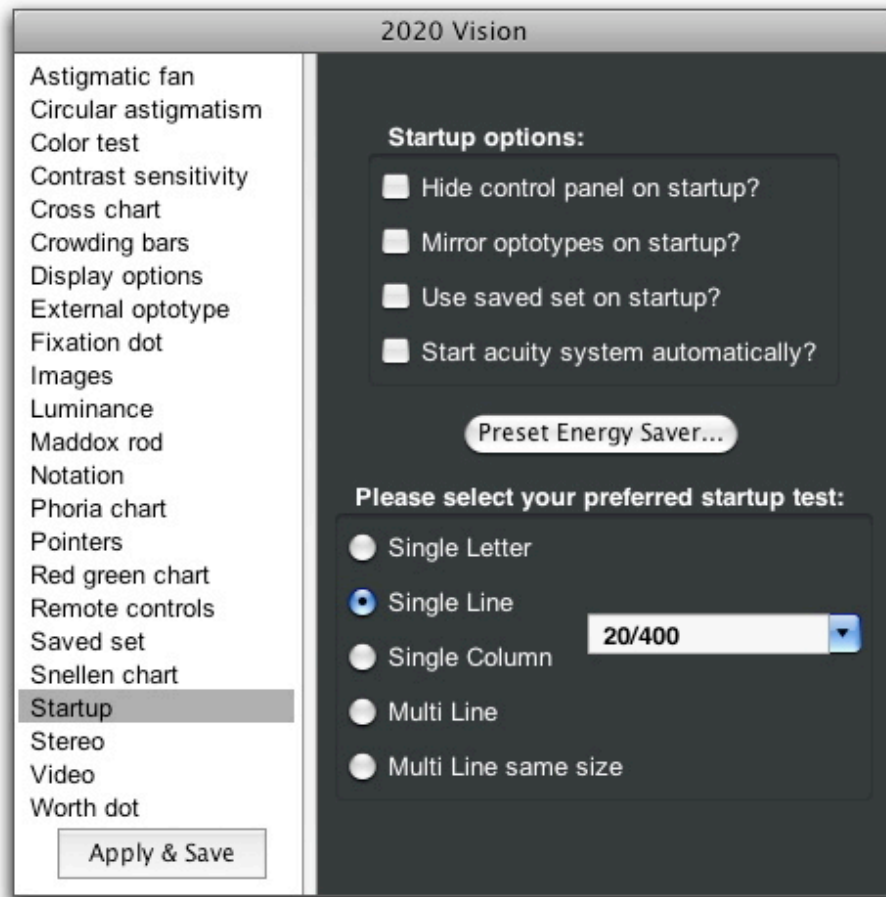 2020 Vision
Astigmatic fan
Circular astigmatism
Color test
Contrast sensitivity
Cross chart
Crowding bars
Display options
External optotype
Fixation dot
Images
Luminance
Maddox rod
Notation
Phoria chart
Pointers
Red green chart
Remote controls
Saved set
Snellen chart
Startup
Stereo
Video
Worth dot
Apply & Save
Startup options:
Hide control panel on startup?
Mirror optotypes on startup?
Use saved set on startup?
Start acuity system automatically?
Preset Energy Saver...
Please select your preferred startup test:
Single Letter
Single Line
20/400
Single Column
Multi Line
Multi Line same size